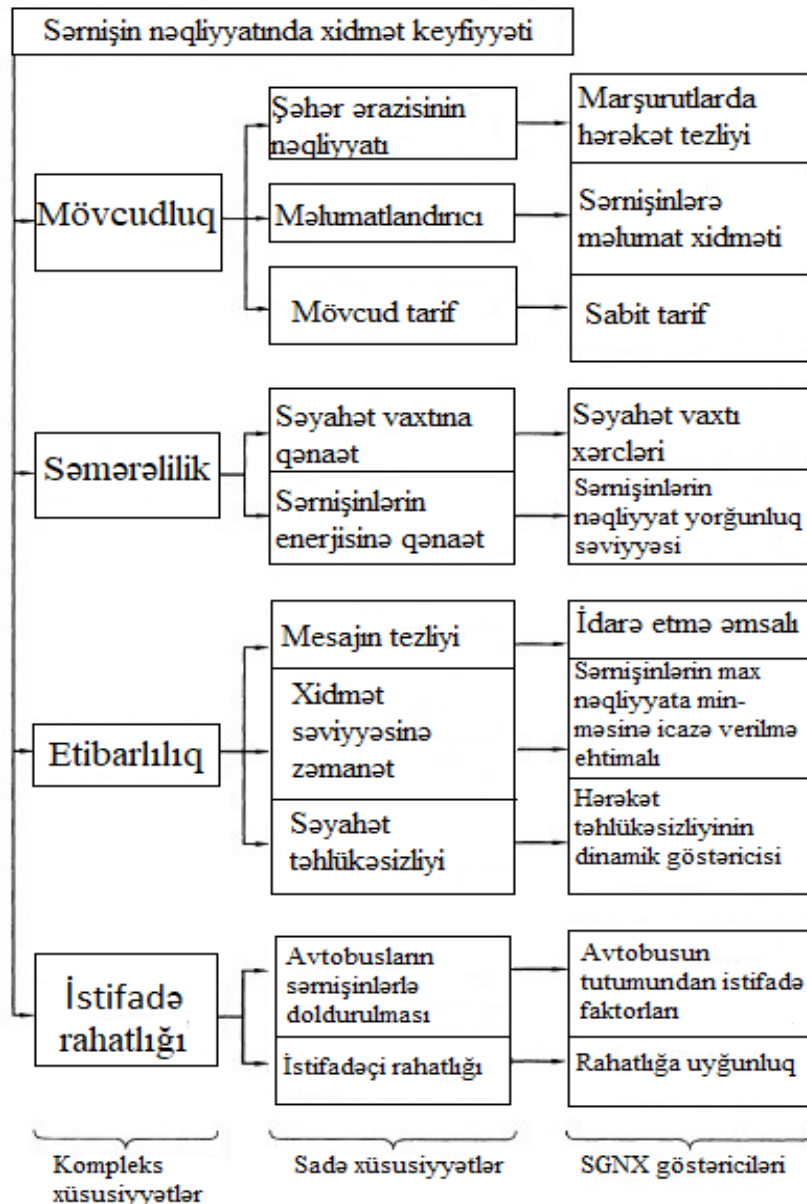 Sərnişin nəqliyyatında xidmət keyfiyyəti
Mövcudluq
Şəhər ərazisinin
nəqliyyatı
Marşurutlarda
hərəkət tezliyi
Məlumatlandırıcı
Sərnişinlərə
məlumat xidməti
Mövcud tarif
Sabit tarif
Səmərəlilik
Səyahət vaxtına
qənaət
Səyahət vaxtı
xərcləri
Sərnişinlərin
enerjisinə qənaət
Sərnişinlərin
nəqliyyat yorğunluq
səviyyəsi
Etibarlılıq
Mesajın tezliyi
İdarə etmə əmsalı
Xidmət
səviyyəsinə
zəmanət
Sərnişinlərin max
nəqliyyata min-
məsinə icazə verilmə
ehtimalı
Səyahət
təhlükəsizliyi
Hərəkət
təhlükəsizliyinin
dinamik göstəricisi
İstifadə
rahatlığı
Avtobusların
sərnişinlərlə
doldurulması
Avtobusun
tutumundan istifadə
faktorları
İstifadəçi rahatlığı
Rahatlığa uyğunluq
Kompleks
xüsusiyyətlər
Sadə xüsusiyyətlər
SGNX göstəriciləri